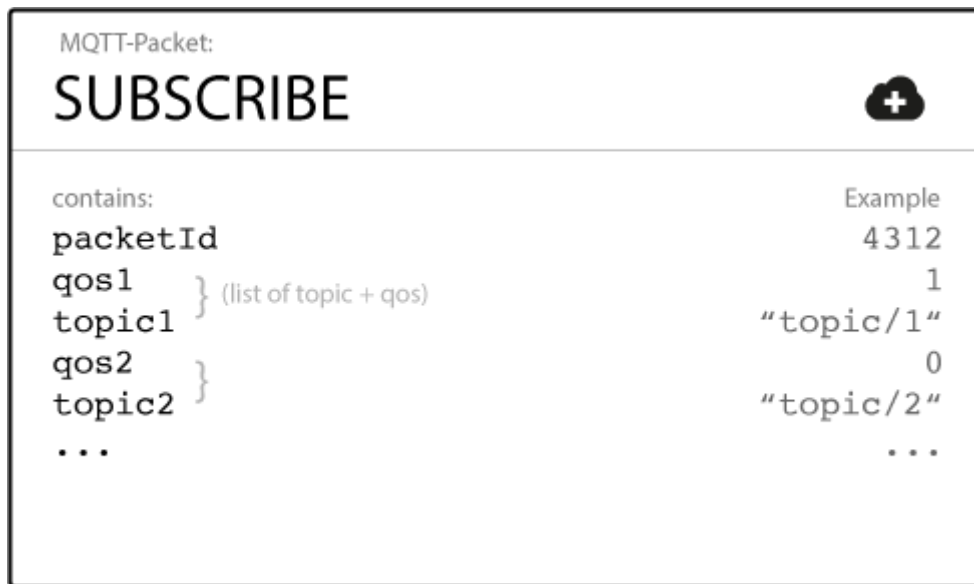 MQTT-Packet:
SUBSCRIBE
contains: Example
packetId 4312
qos1 1
(list of topic + qos)
topic1 “topic/1“
qos2 0
topic2 “topic/2“
... ...